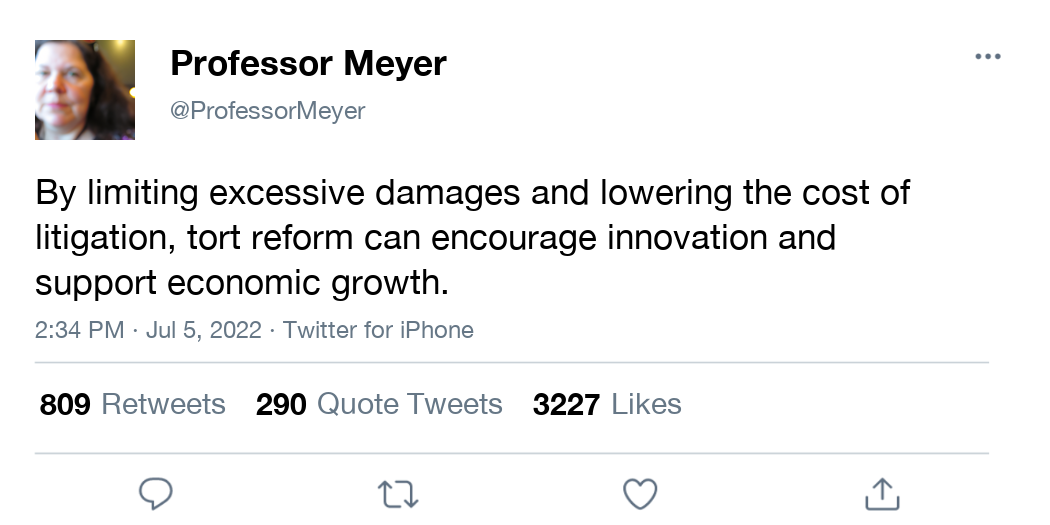 Professor Meyer
@ProfessorMeyer
By limiting excessive damages and lowering the cost of
litigation, tort reform can encourage innovation and
support economic growth.
2:34 PM · Jul 5, 2022 · Twitter for iPhone
809 Retweets 290 Quote Tweets 3227 Likes